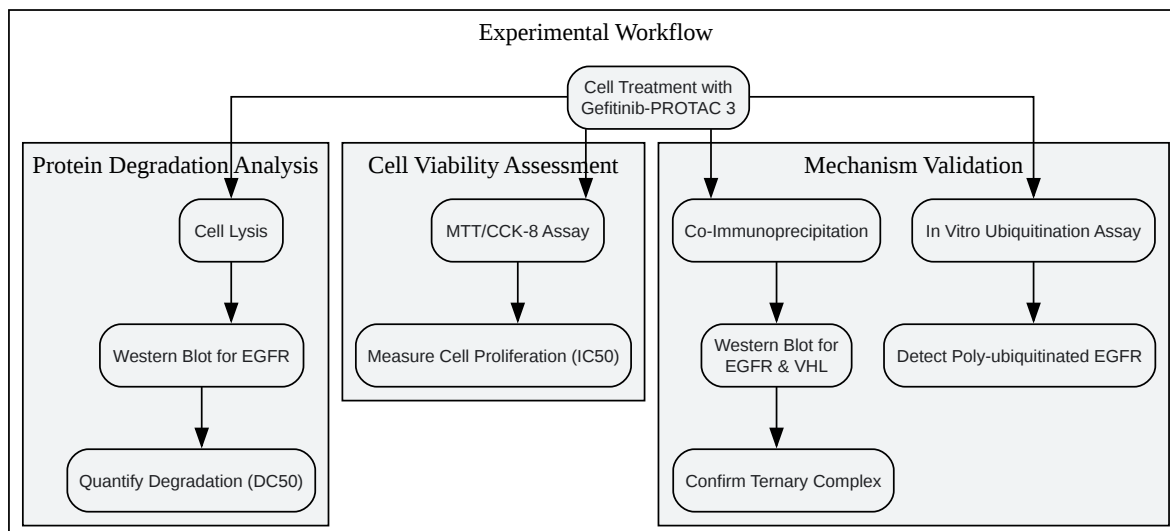 Experimental Workflow
Cell Treatment with
Gefitinib-PROTAC 3
Protein Degradation Analysis
Cell Lysis
Western Blot for EGFR
Quantify Degradation (DC50)
Cell Viability Assessment
MTT/CCK-8 Assay
Measure Cell Proliferation (IC50)
Mechanism Validation
Co-Immunoprecipitation
Western Blot for
EGFR & VHL
Confirm Ternary Complex
In Vitro Ubiquitination Assay
Detect Poly-ubiquitinated EGFR